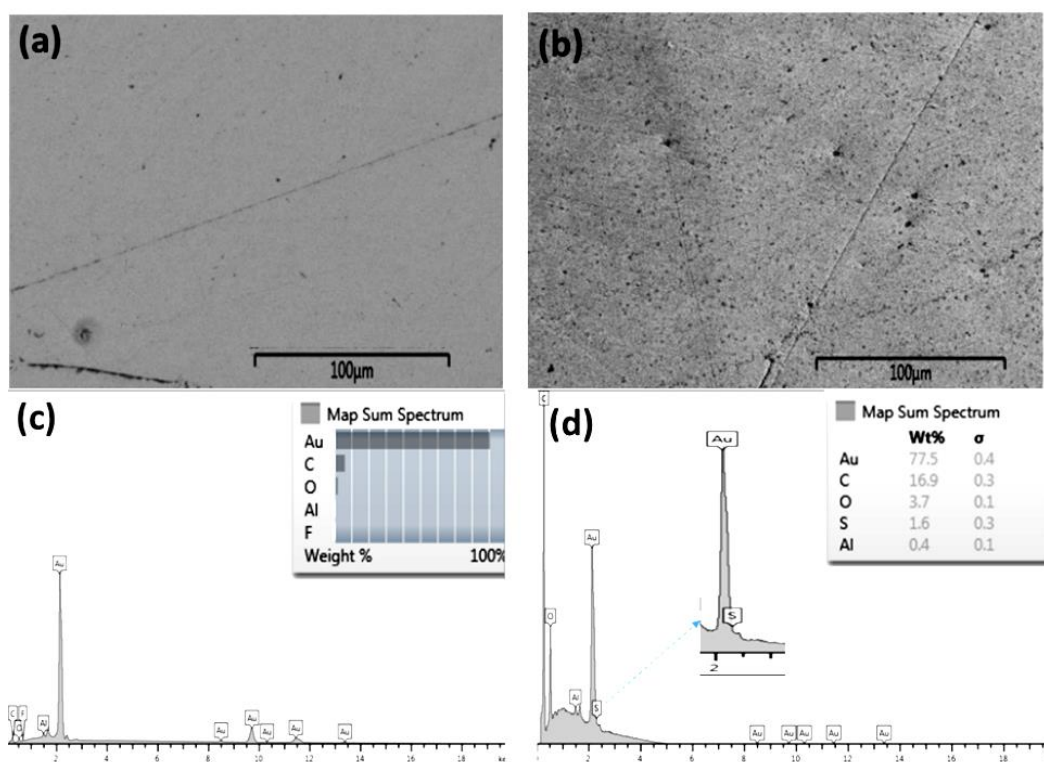 (a)
100µm
(b)
100µm
(c)
Map Sum Spectrum
Au
C
O
Al
F
Weight % 100%
Au
C
O
F
Al
Au
Au
Au
Au
Au
0 2 4 6 8 10 12 14 16 18
(d)
Map Sum Spectrum
Wt% σ
Au 77.5 0.4
C 16.9 0.3
O 3.7 0.1
S 1.6 0.3
Al 0.4 0.1
C
O
Au
Al
S
Au
S
2
Au
Au
Au
Au
Au
0 2 4 6 8 10 12 14 16 18